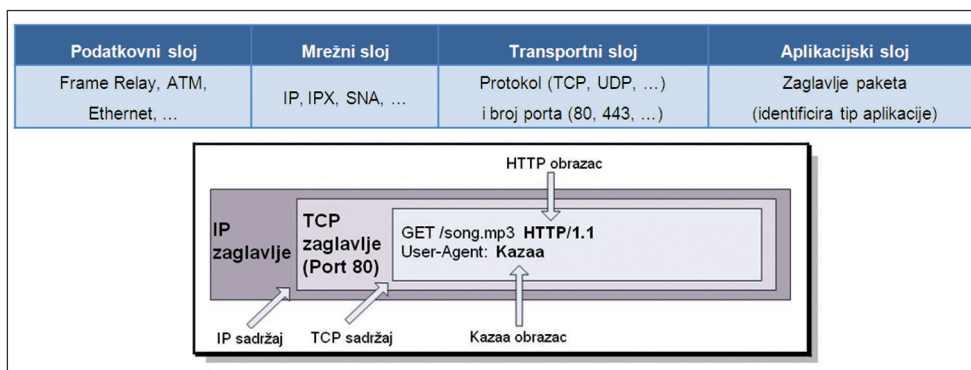 Podatkovni sloj
Mrežni sloj
Transportni sloj
Aplikacijski sloj
Frame Relay, ATM,
Ethernet, ...
IP, IPX, SNA, ...
Protokol (TCP, UDP, ...)
i broj porta (80, 443, ...)
Zaglavlje paketa
(identificira tip aplikacije)
HTTP obrazac
IP
zaglavlje
TCP
zaglavlje
(Port 80)
GET /song.mp3 HTTP/1.1
User-Agent: Kazaa
IP sadržaj
TCP sadržaj
Kazaa obrazac